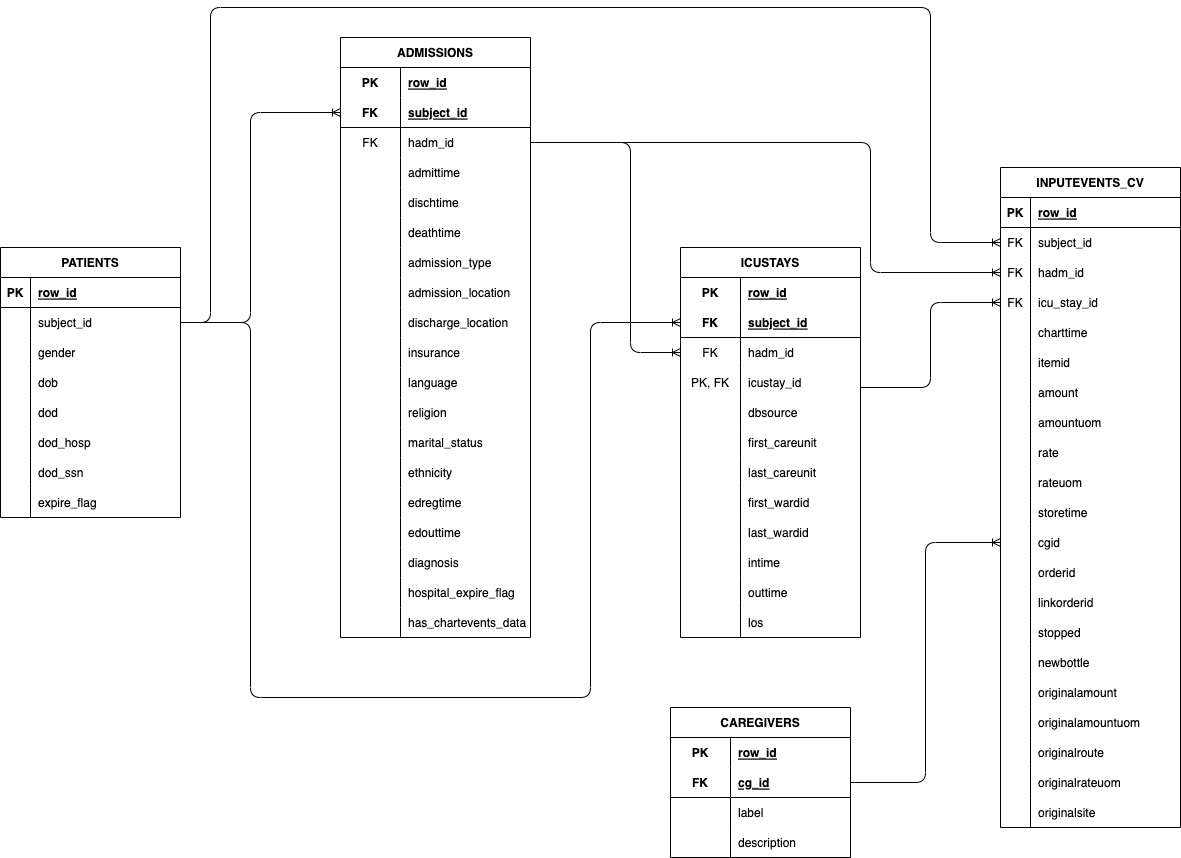 ADMISSIONS
PK row_id
FK subject_id
FK hadm_id
admittime
dischtime
deathtime
admission_type
admission_location
discharge_location
insurance
language
religion
marital_status
ethnicity
edregtime
edouttime
diagnosis
hospital_expire_flag
has_chartevents_data
PATIENTS
PK row_id
subject_id
gender
dob
dod
dod_hosp
dod_ssn
expire_flag
ICUSTAYS
PK row_id
FK subject_id
FK hadm_id
PK, FK icustay_id
dbsource
first_careunit
last_careunit
first_wardid
last_wardid
intime
outtime
los
INPUTEVENTS_CV
PK row_id
FK subject_id
FK hadm_id
FK icu_stay_id
charttime
itemid
amount
amountuom
rate
rateuom
storetime
cgid
orderid
linkorderid
stopped
newbottle
originalamount
originalamountuom
originalroute
originalrateuom
originalsite
CAREGIVERS
PK row_id
FK cg_id
label
description